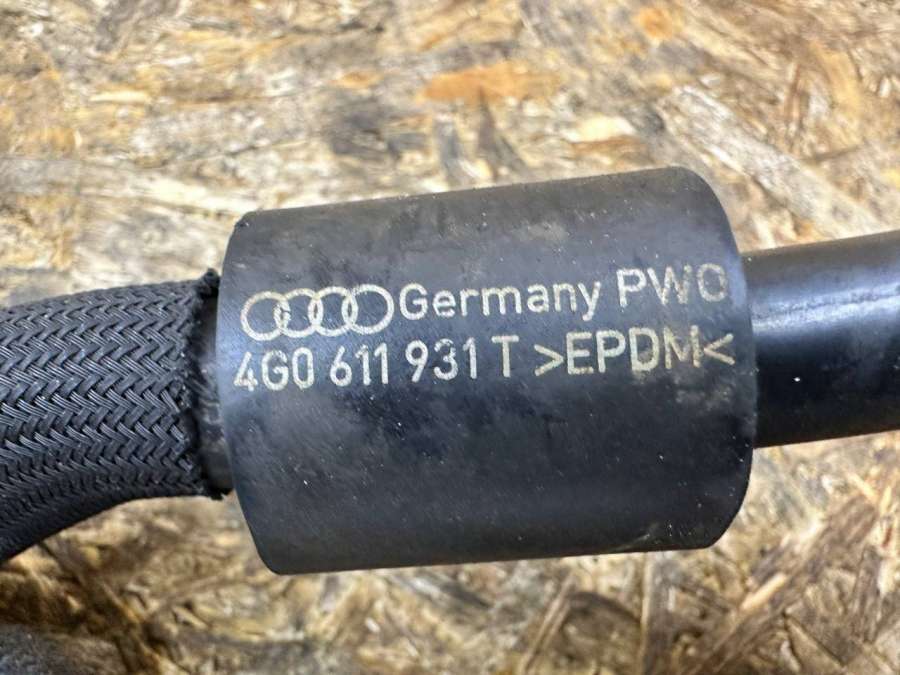 Germany PWO
4G0 611 931 T >EPDM<